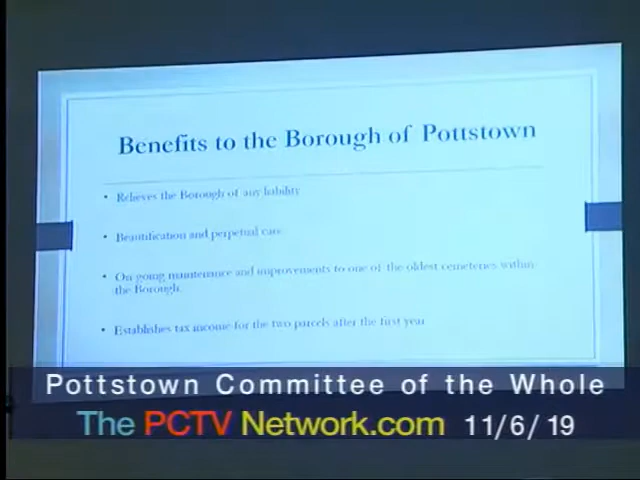 Benefits to the Borough of Pottstown
• Relieves the Borough of any liability
• Beautification and perpetual care
• On-going maintenance and improvements to one of the oldest cemeteries within
the Borough.
• Establishes tax income for the two parcels after the first year
Pottstown Committee of the Whole
The PCTV Network.com 11/6/19